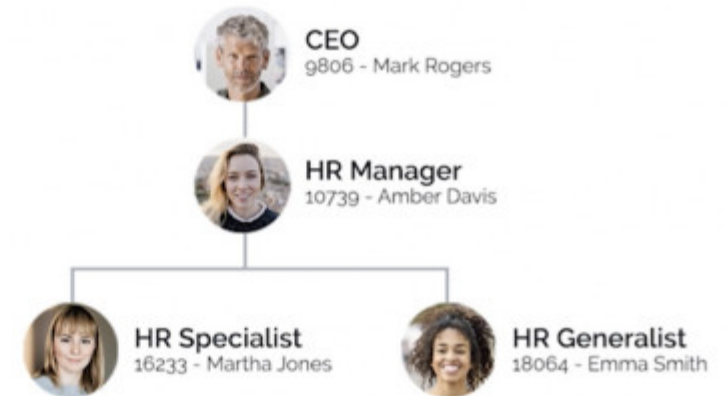 CEO
9806 - Mark Rogers
HR Manager
10739 - Amber Davis
HR Specialist
16233 - Martha Jones
HR Generalist
18064 - Emma Smith